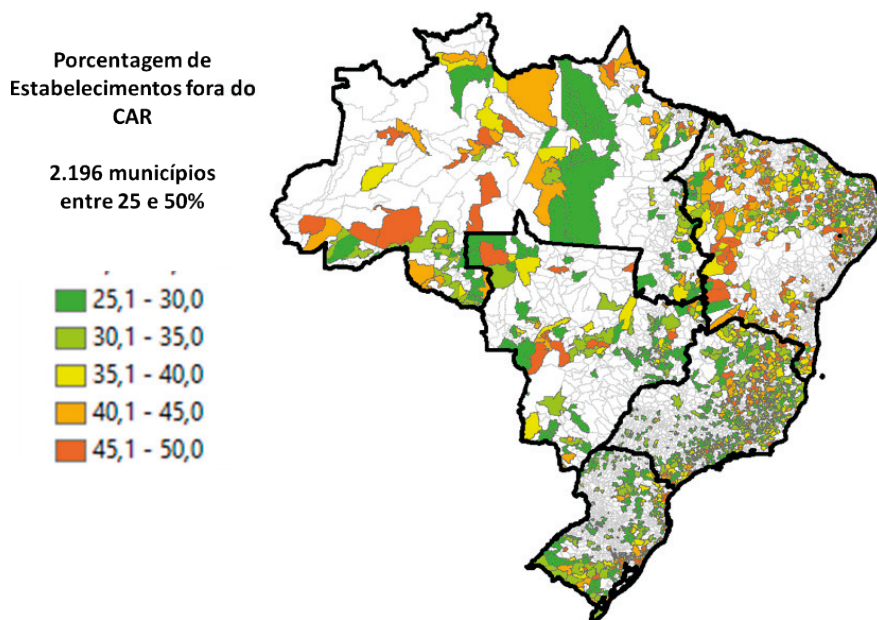 Porcentagem de
Estabelecimentos fora do
CAR
2.196 municípios
entre 25 e 50%
25,1 - 30,0
30,1 - 35,0
35,1 - 40,0
40,1 - 45,0
45,1 - 50,0